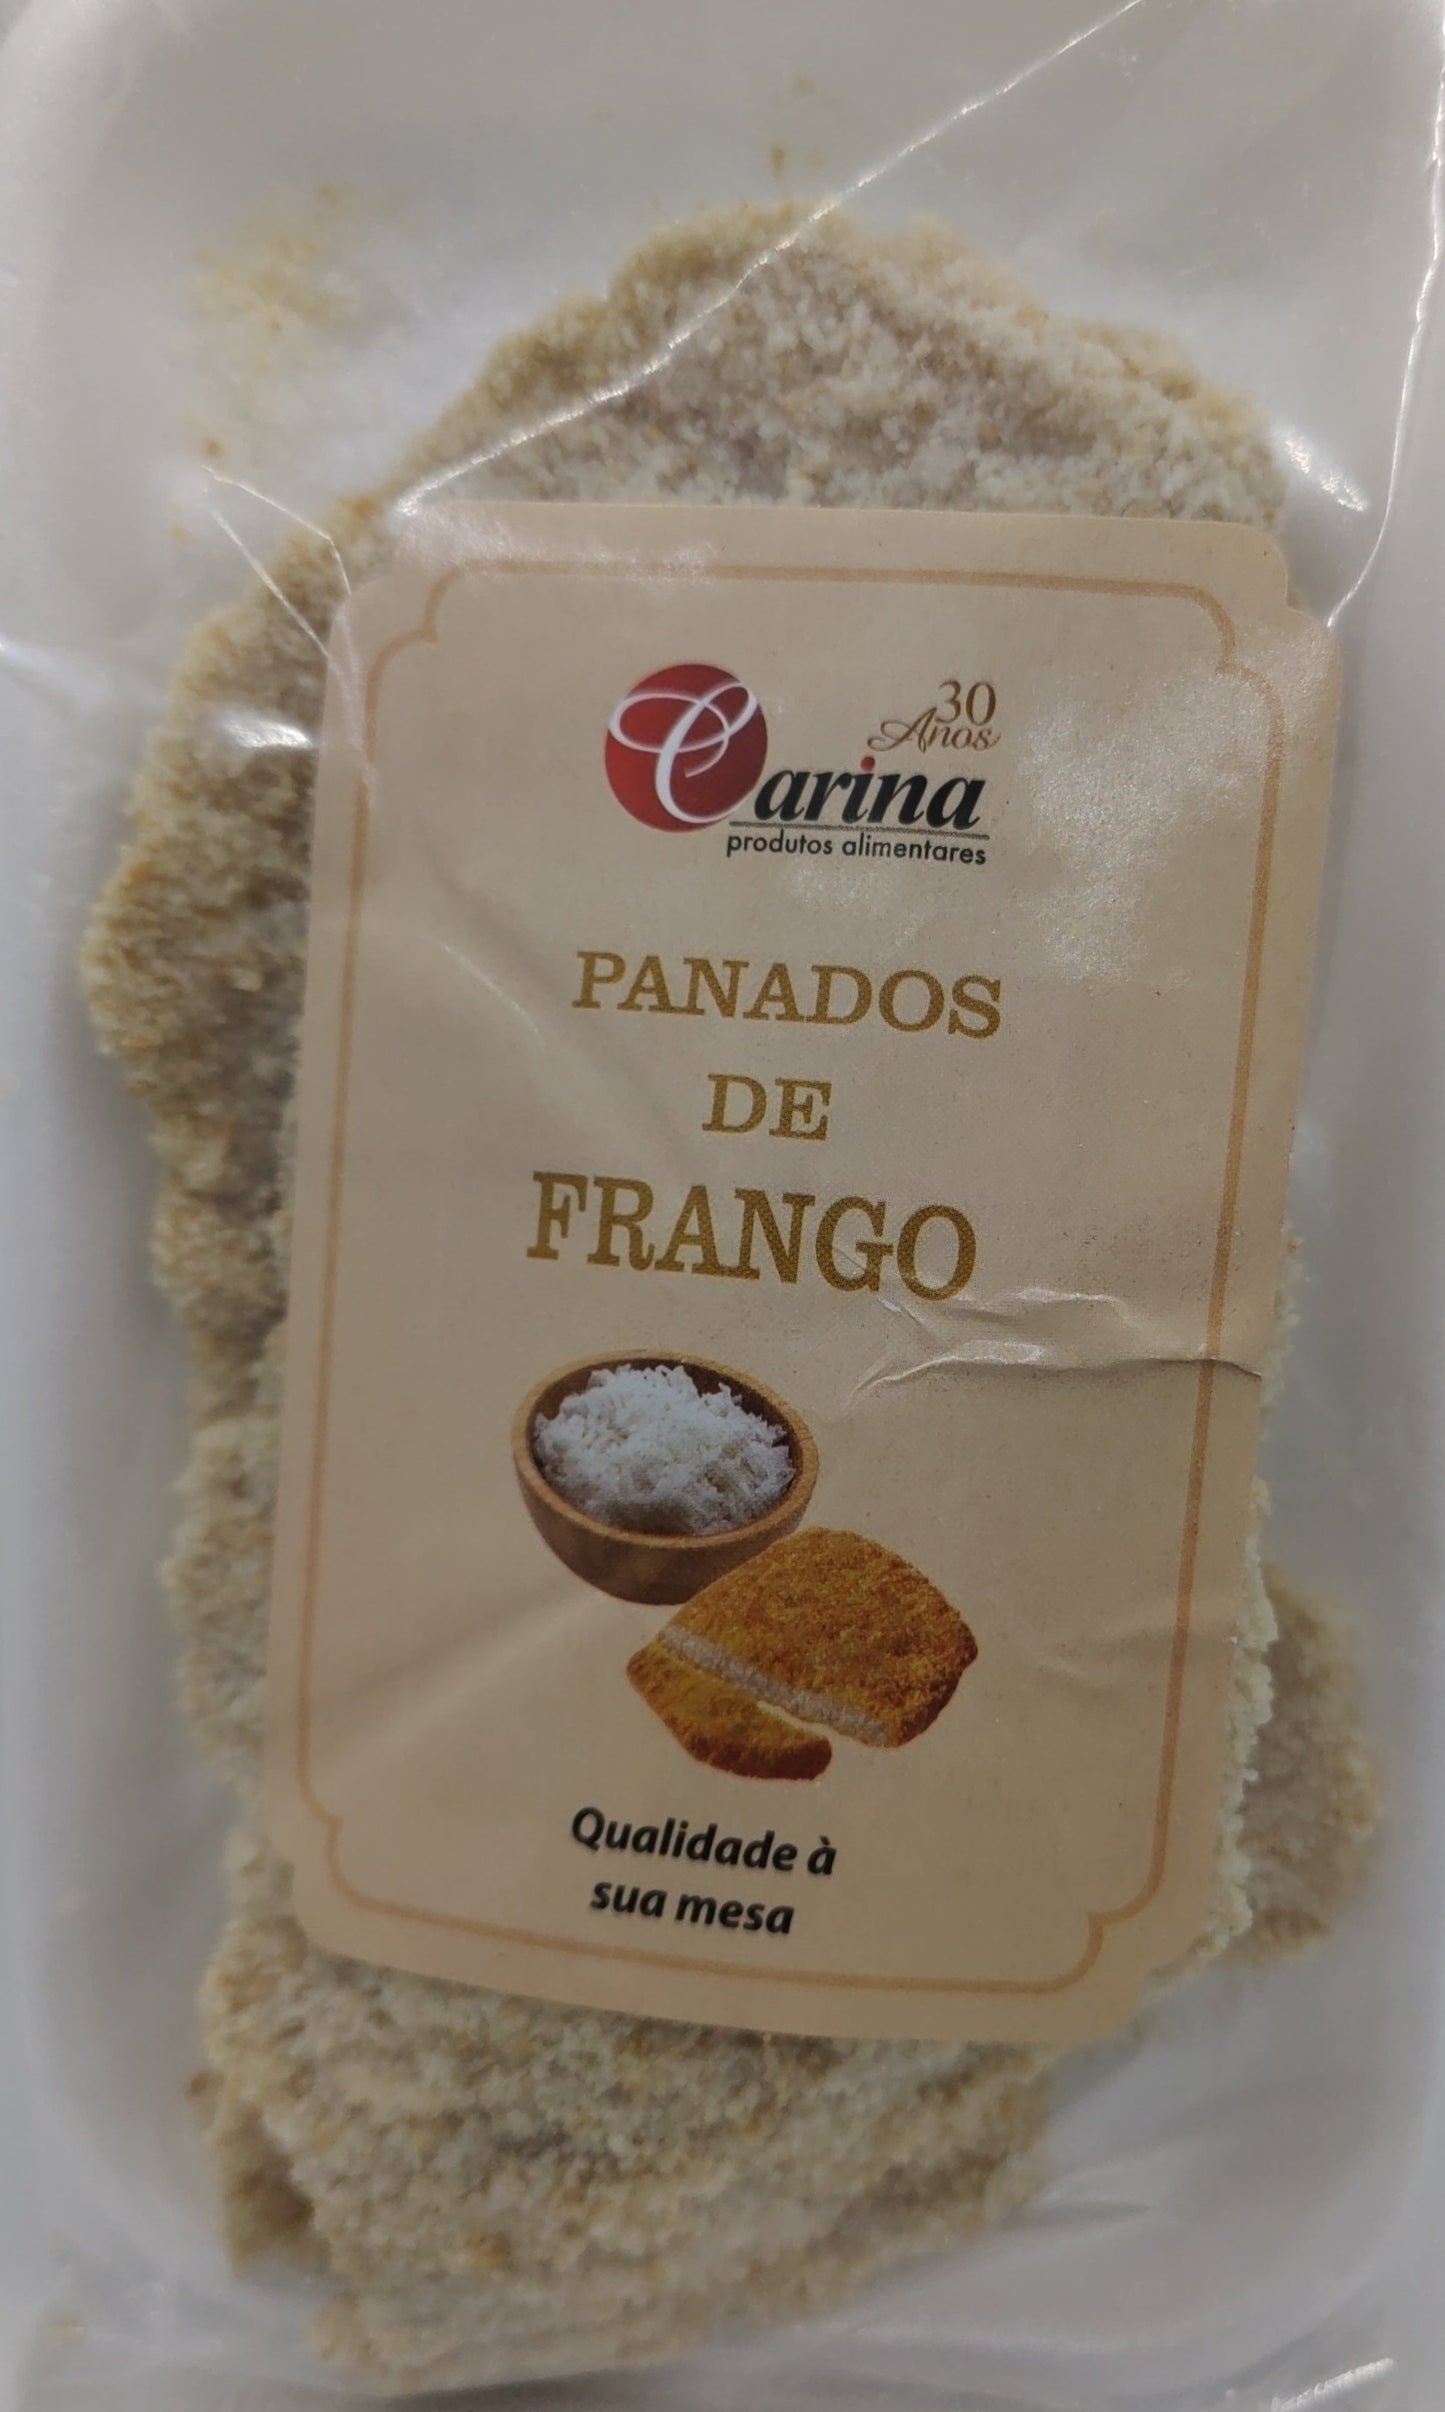 30
Anos
Carina
produtos alimentares
PANADOS
DE
FRANGO
Qualidade à
sua mesa